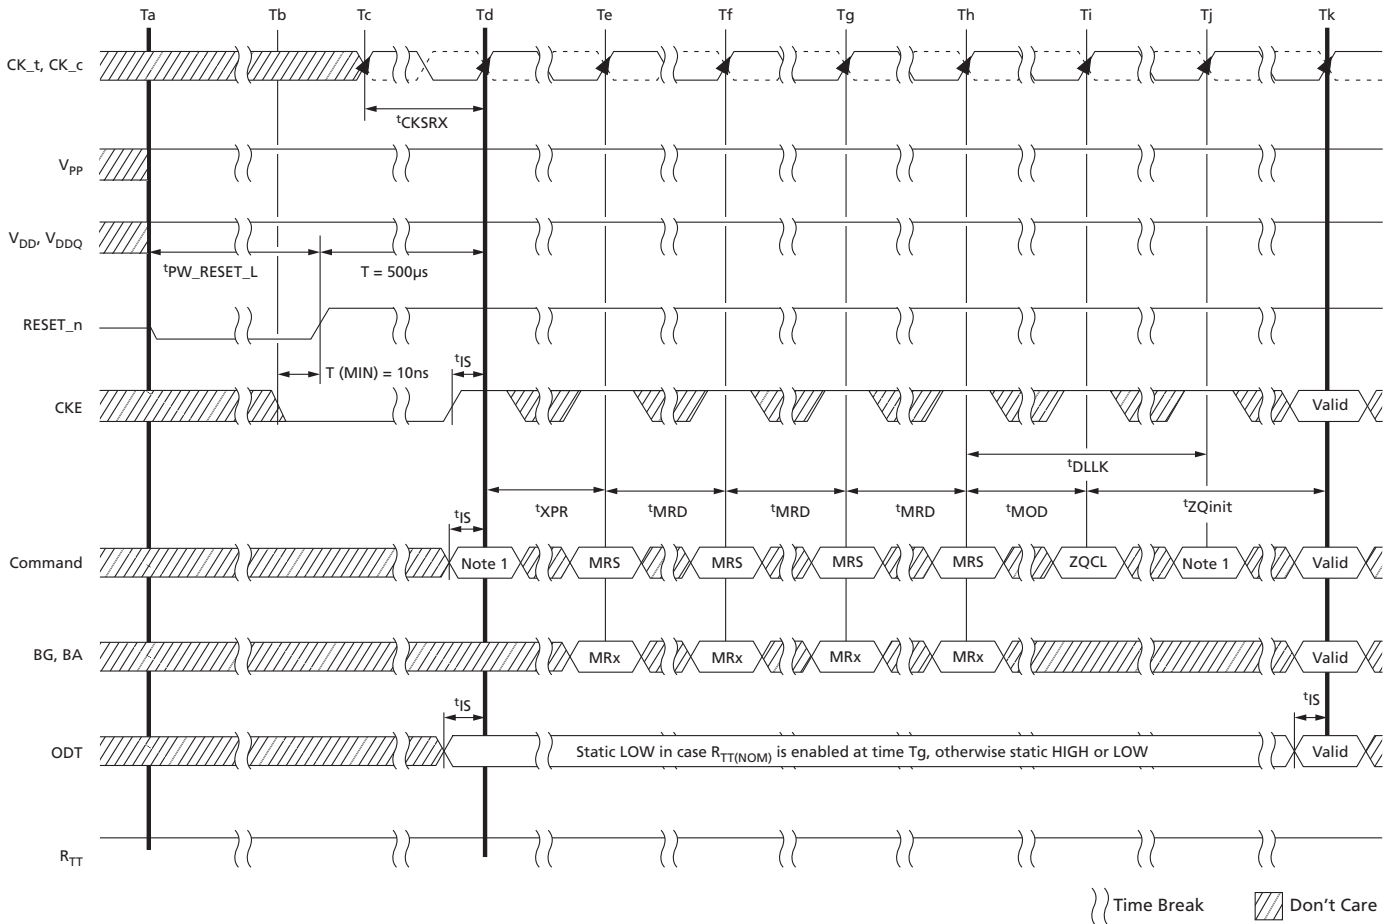 Ta Tb Tc Td Te Tf Tg Th Ti Tj Tk
CK_t, CK_c
tCKSRX
VPP
VDD, VDDQ
tPW_RESET_L T = 500µs
RESET_n
T (MIN) = 10ns tIS
CKE Valid
tDLLK
tXPR tMRD tMRD tMRD tMOD tZQinit
tIS
Command Note 1 MRS MRS MRS MRS ZQCL Note 1 Valid
BG, BA MRx MRx MRx MRx Valid
tIS tIS
ODT Static LOW in case RTT(NOM) is enabled at time Tg, otherwise static HIGH or LOW Valid
RTT
Time Break Don't Care